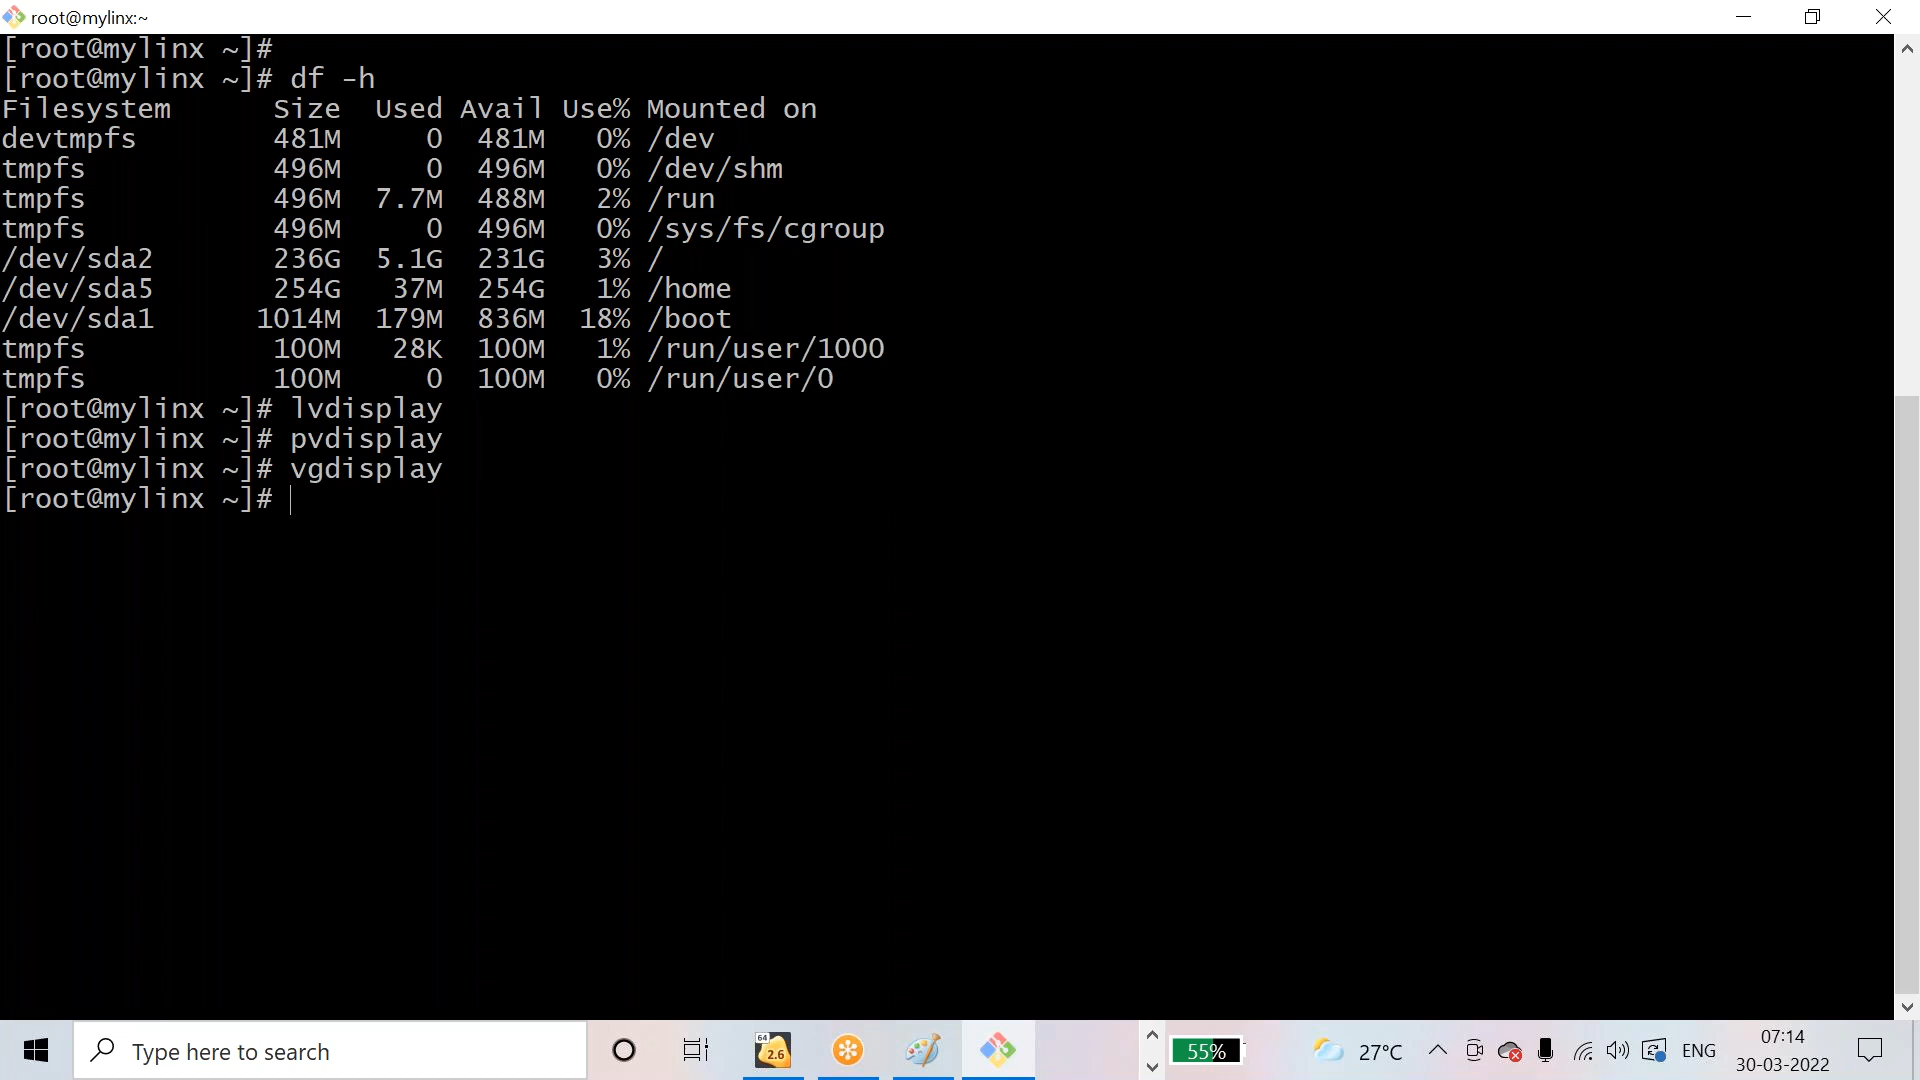 root@mylinx:~
[root@mylinx ~]#
[root@mylinx ~]# df -h
Filesystem      Size  Used Avail Use% Mounted on
devtmpfs        481M     0  481M   0% /dev
tmpfs           496M     0  496M   0% /dev/shm
tmpfs           496M  7.7M  488M   2% /run
tmpfs           496M     0  496M   0% /sys/fs/cgroup
/dev/sda2       236G  5.1G  231G   3% /
/dev/sda5       254G   37M  254G   1% /home
/dev/sda1      1014M  179M  836M  18% /boot
tmpfs           100M   28K  100M   1% /run/user/1000
tmpfs           100M     0  100M   0% /run/user/0
[root@mylinx ~]# lvdisplay
[root@mylinx ~]# pvdisplay
[root@mylinx ~]# vgdisplay
[root@mylinx ~]#
Type here to search
64
2.6
55%
27°C
ENG
07:14
30-03-2022